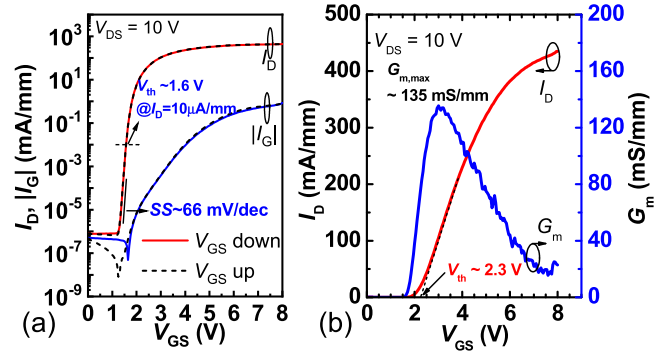 V_DS = 10 V
10^3
10^1
10^-1
10^-3
10^-5
10^-7
10^-9
I_D, |I_G| (mA/mm)
I_D
V_th ~1.6 V
@I_D=10μA/mm
|I_G|
SS~66 mV/dec
V_GS down
V_GS up
0 1 2 3 4 5 6 7 8
V_GS (V)
(a)
V_DS = 10 V
G_m,max
~ 135 mS/mm
500
400
300
200
100
0
I_D (mA/mm)
I_D
G_m
V_th ~ 2.3 V
200
160
120
80
40
0
G_m (mS/mm)
0 2 4 6 8
V_GS (V)
(b)